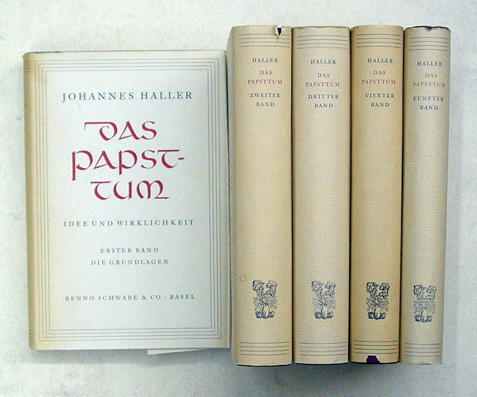 JOHANNES HALLER
DAS
PAPST-
TUM
IDEE UND WIRKLICHKEIT
ERSTER BAND
DIE GRUNDLAGEN
BENNO SCHWABE & CO · BASEL
HALLER
DAS
PAPSTTUM
ZWEITER
BAND
HALLER
DAS
PAPSTTUM
DRITTER
BAND
HALLER
DAS
PAPSTTUM
VIERTER
BAND
HALLER
DAS
PAPSTTUM
FÜNFTER
BAND